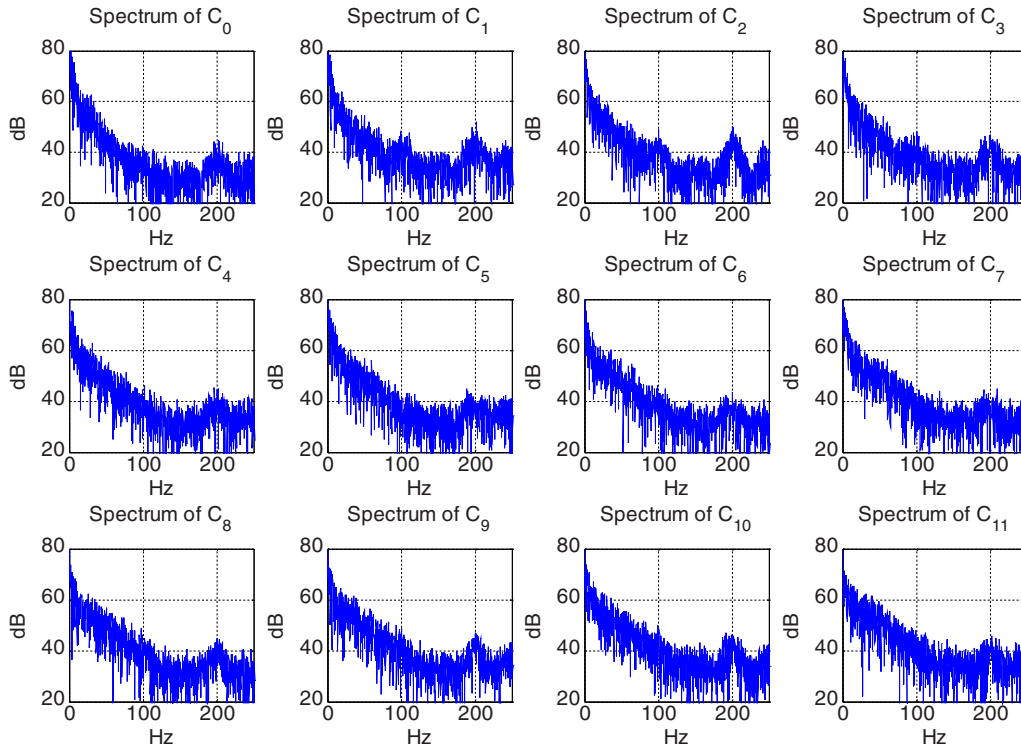 Spectrum of C0
80
60
40
20
dB
0
100
200
Hz
Spectrum of C1
80
60
40
20
dB
0
100
200
Hz
Spectrum of C2
80
60
40
20
dB
0
100
200
Hz
Spectrum of C3
80
60
40
20
dB
0
100
200
Hz
Spectrum of C4
80
60
40
20
dB
0
100
200
Hz
Spectrum of C5
80
60
40
20
dB
0
100
200
Hz
Spectrum of C6
80
60
40
20
dB
0
100
200
Hz
Spectrum of C7
80
60
40
20
dB
0
100
200
Hz
Spectrum of C8
80
60
40
20
dB
0
100
200
Hz
Spectrum of C9
80
60
40
20
dB
0
100
200
Hz
Spectrum of C10
80
60
40
20
dB
0
100
200
Hz
Spectrum of C11
80
60
40
20
dB
0
100
200
Hz